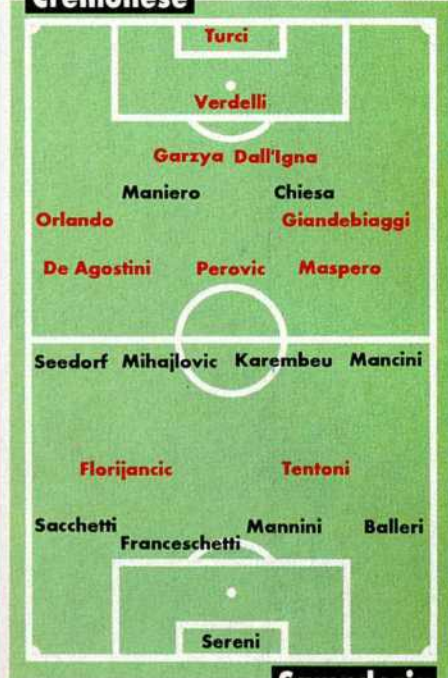 Cremonese
Turci
Verdelli
Garzya Dall'Igna
Maniero Chiesa
Orlando Giandebiaggi
De Agostini Perovic Maspero
Seedorf Mihajlovic Karembeu Mancini
Florijancic Tentoni
Sacchetti Mannini Balleri
Franceschetti
Sereni